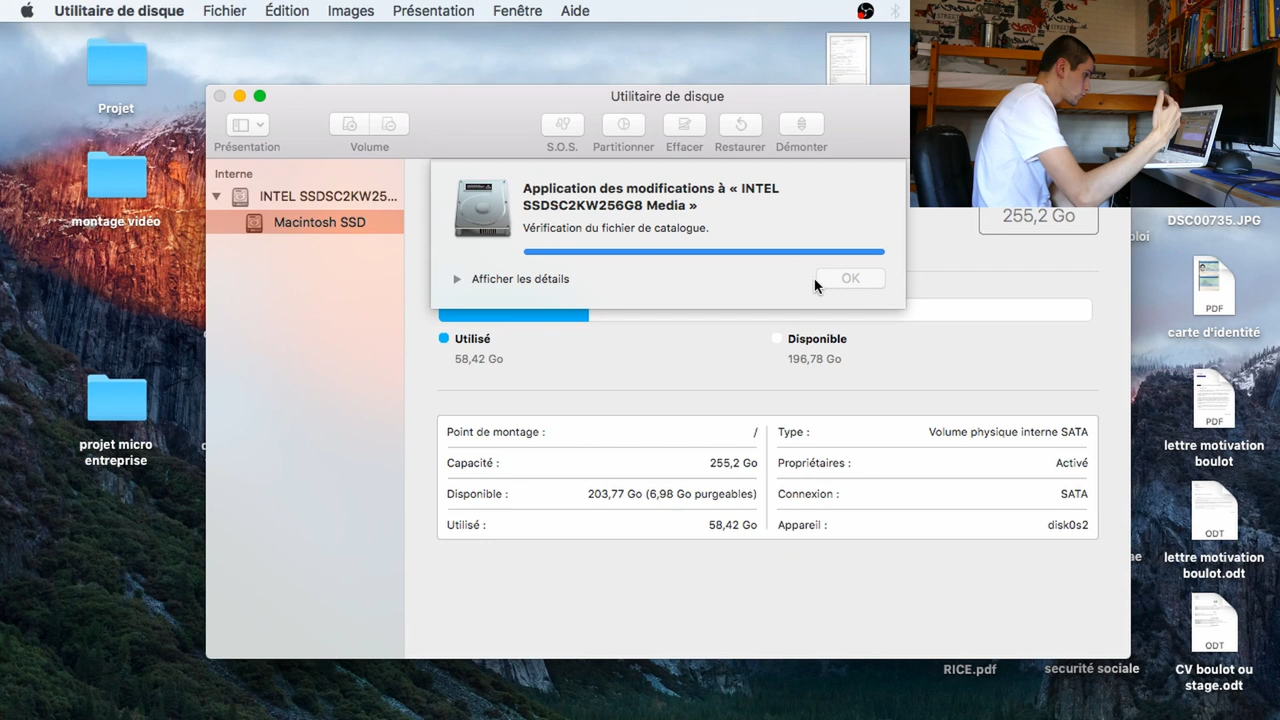 Utilitaire de disque Fichier Édition Images Présentation Fenêtre Aide
Projet
montage vidéo
projet micro
entreprise
Utilitaire de disque
Présentation Volume S.O.S. Partitionner Effacer Restaurer Démonter
Interne
INTEL SSDSC2KW25...
Macintosh SSD
Application des modifications à « INTEL
SSDSC2KW256G8 Media »
Vérification du fichier de catalogue.
Afficher les détails
OK
255,2 Go
Utilisé
58,42 Go
Disponible
196,78 Go
Point de montage : /
Capacité : 255,2 Go
Disponible : 203,77 Go (6,98 Go purgeables)
Utilisé : 58,42 Go
Type : Volume physique interne SATA
Propriétaires : Activé
Connexion : SATA
Appareil : disk0s2
DSC00735.JPG
PDF
carte d'identité
PDF
lettre motivation
boulot
ODT
lettre motivation
boulot.odt
ODT
CV boulot ou
stage.odt
RICE.pdf
securité sociale